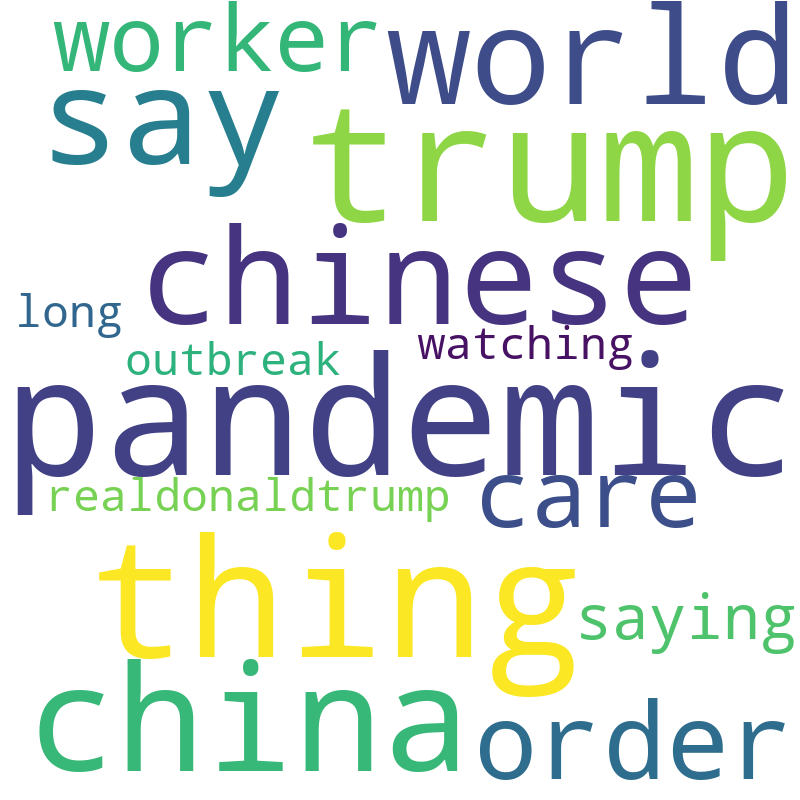 worker world
say trump
chinese
long watching
outbreak
pandemic
realdonaldtrump care
thing
saying
china order